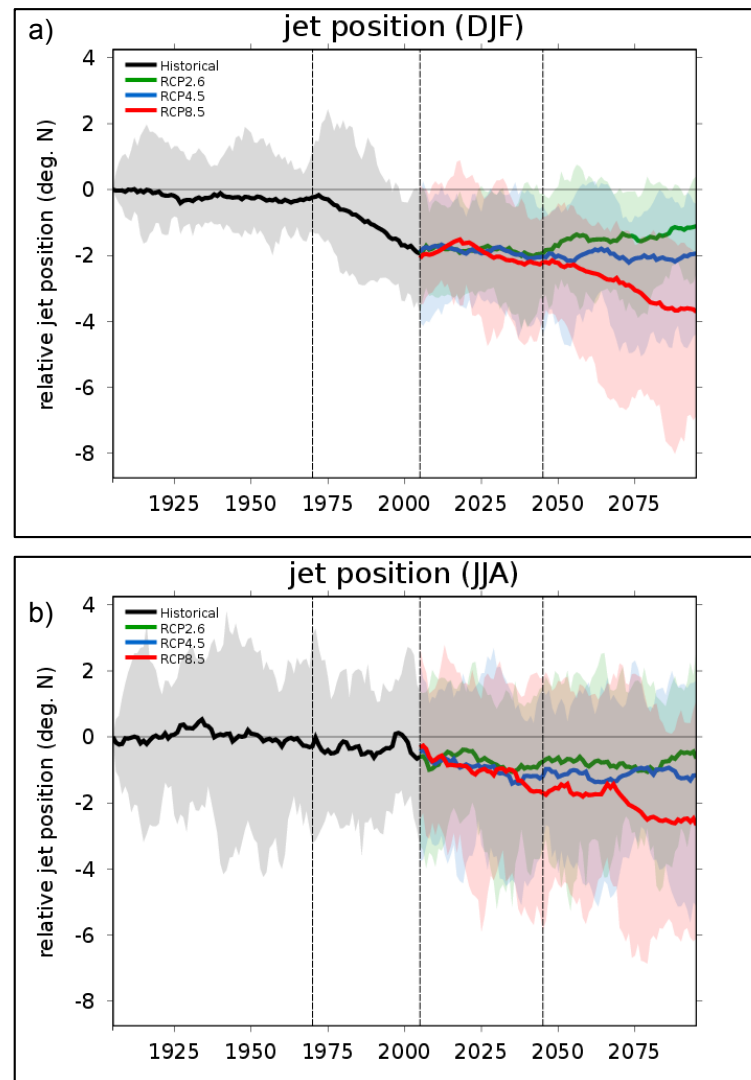 a)
jet position (DJF)
4
2
0
-2
-4
-6
-8
relative jet position (deg. N)
Historical
RCP2.6
RCP4.5
RCP8.5
1925 1950 1975 2000 2025 2050 2075
b)
jet position (JJA)
4
2
0
-2
-4
-6
-8
relative jet position (deg. N)
Historical
RCP2.6
RCP4.5
RCP8.5
1925 1950 1975 2000 2025 2050 2075